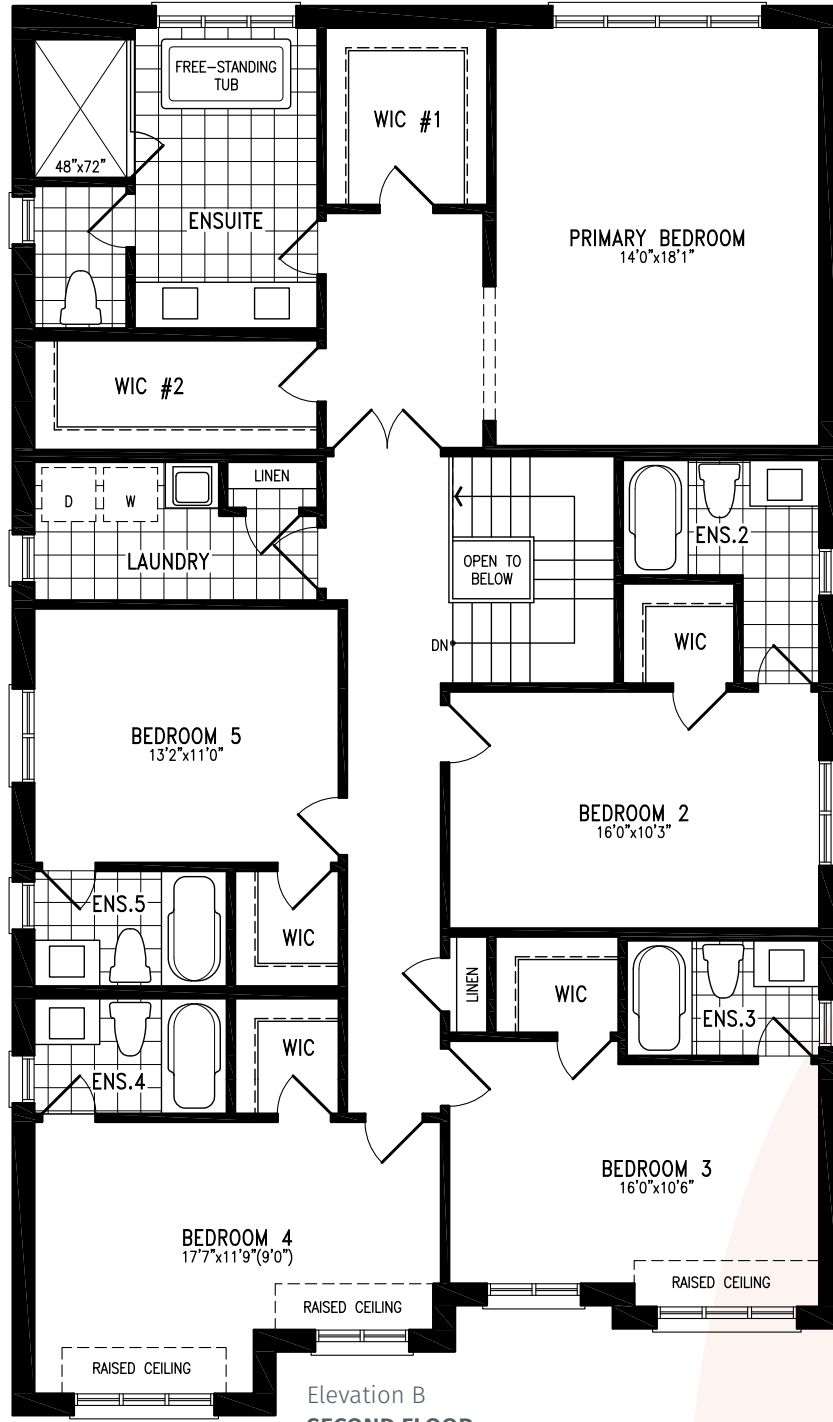 FREE-STANDING
TUB
WIC #1
48"x72"
ENSUITE
PRIMARY BEDROOM
14'0"x18'1"
WIC #2
LINEN
D
W
LAUNDRY
OPEN TO
BELOW
ENS.2
DN
WIC
BEDROOM 5
13'2"x11'0"
BEDROOM 2
16'0"x10'3"
ENS.5
WIC
LINEN
WIC
ENS.3
WIC
ENS.4
BEDROOM 3
16'0"x10'6"
BEDROOM 4
17'7"x11'9"(9'0")
RAISED CEILING
RAISED CEILING
RAISED CEILING
Elevation B
SECOND FLOOR